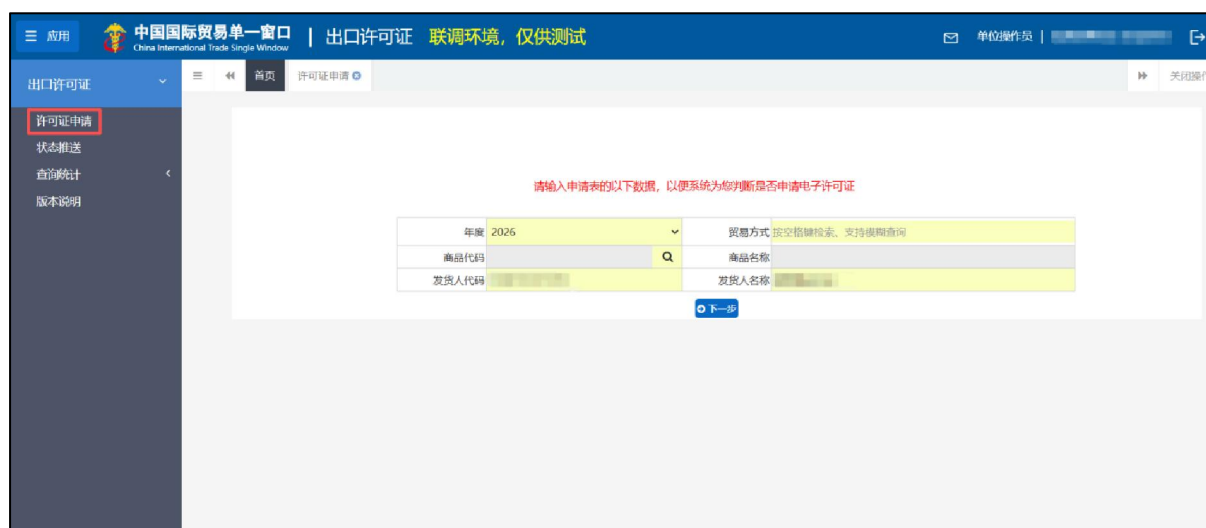 应用
中国国际贸易单一窗口
China International Trade Single Window
| 出口许可证 联调环境，仅供测试
单位操作员 |
出口许可证
首页 许可证申请
关闭操作
许可证申请
状态推送
查询统计
版本说明
请输入申请表的以下数据，以便系统为您判断是否申请电子许可证
年度 2026 贸易方式 按空格键检索、支持模糊查询
商品代码 商品名称
发货人代码 发货人名称
下一步